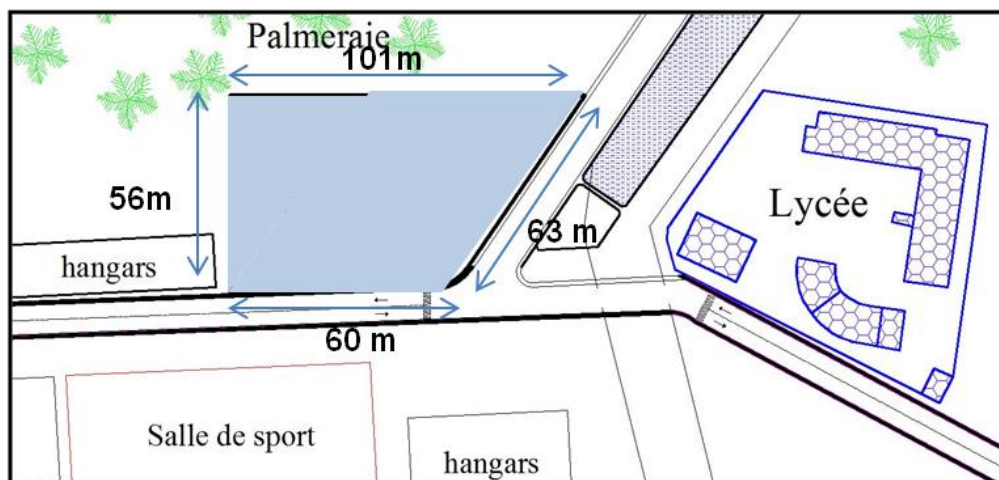 Palmeraie
101m
56m
63 m
Lycée
hangars
60 m
Salle de sport
hangars